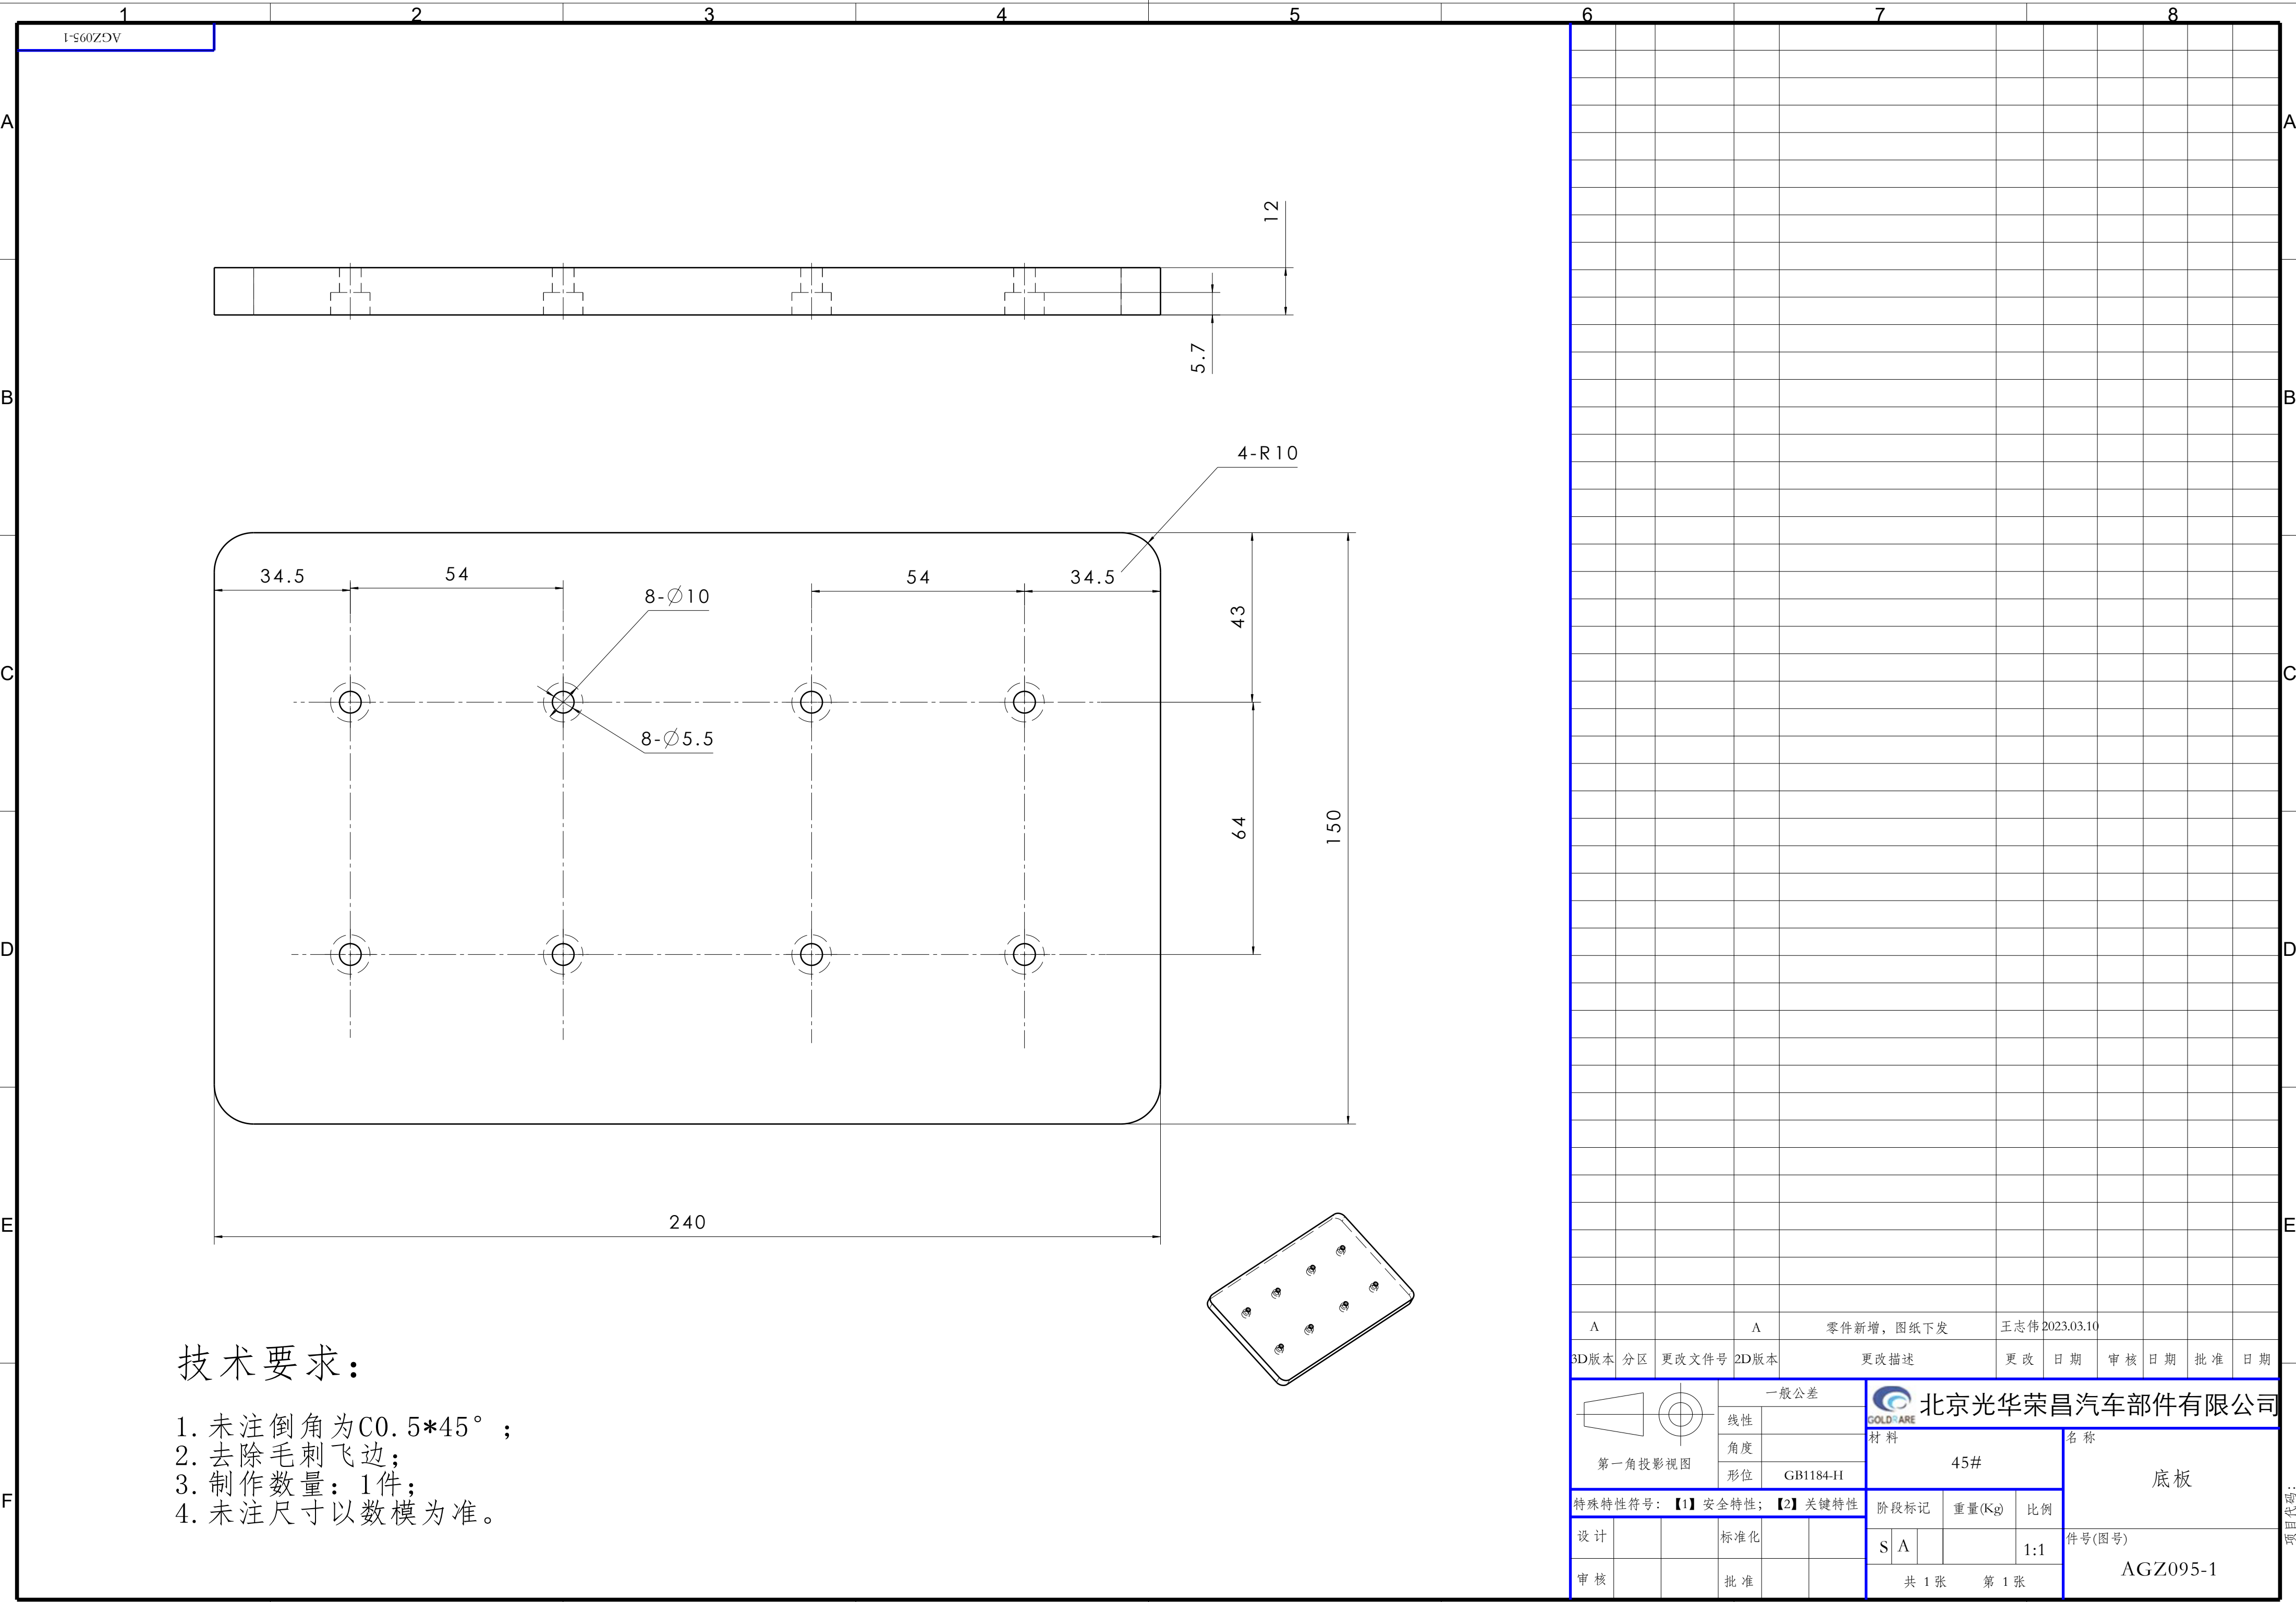 1 2 3 4 5 6 7 8
AGZ095-1
A A
12
5.7
B B
4-R10
34.5 54 54 34.5
8-∅10
43
C C
8-∅5.5
64
150
D D
240
E E
技术要求：
1.未注倒角为C0.5*45°；
2.去除毛刺飞边；
3.制作数量：1件；
4.未注尺寸以数模为准。
F
A A 零件新增，图纸下发 王志伟 2023.03.10
3D版本 分区 更改文件号 2D版本 更改描述 更改 日期 审核 日期 批准 日期
第一角投影视图
一般公差
线性
角度
形位 GB1184-H
GOLDRARE 北京光华荣昌汽车部件有限公司
材料
45#
名称
底板
特殊特性符号：【1】安全特性；【2】关键特性
阶段标记 重量(Kg) 比例
S A 1:1
共 1 张 第 1 张
件号(图号)
AGZ095-1
设计 标准化
审核 批准
项目代号：